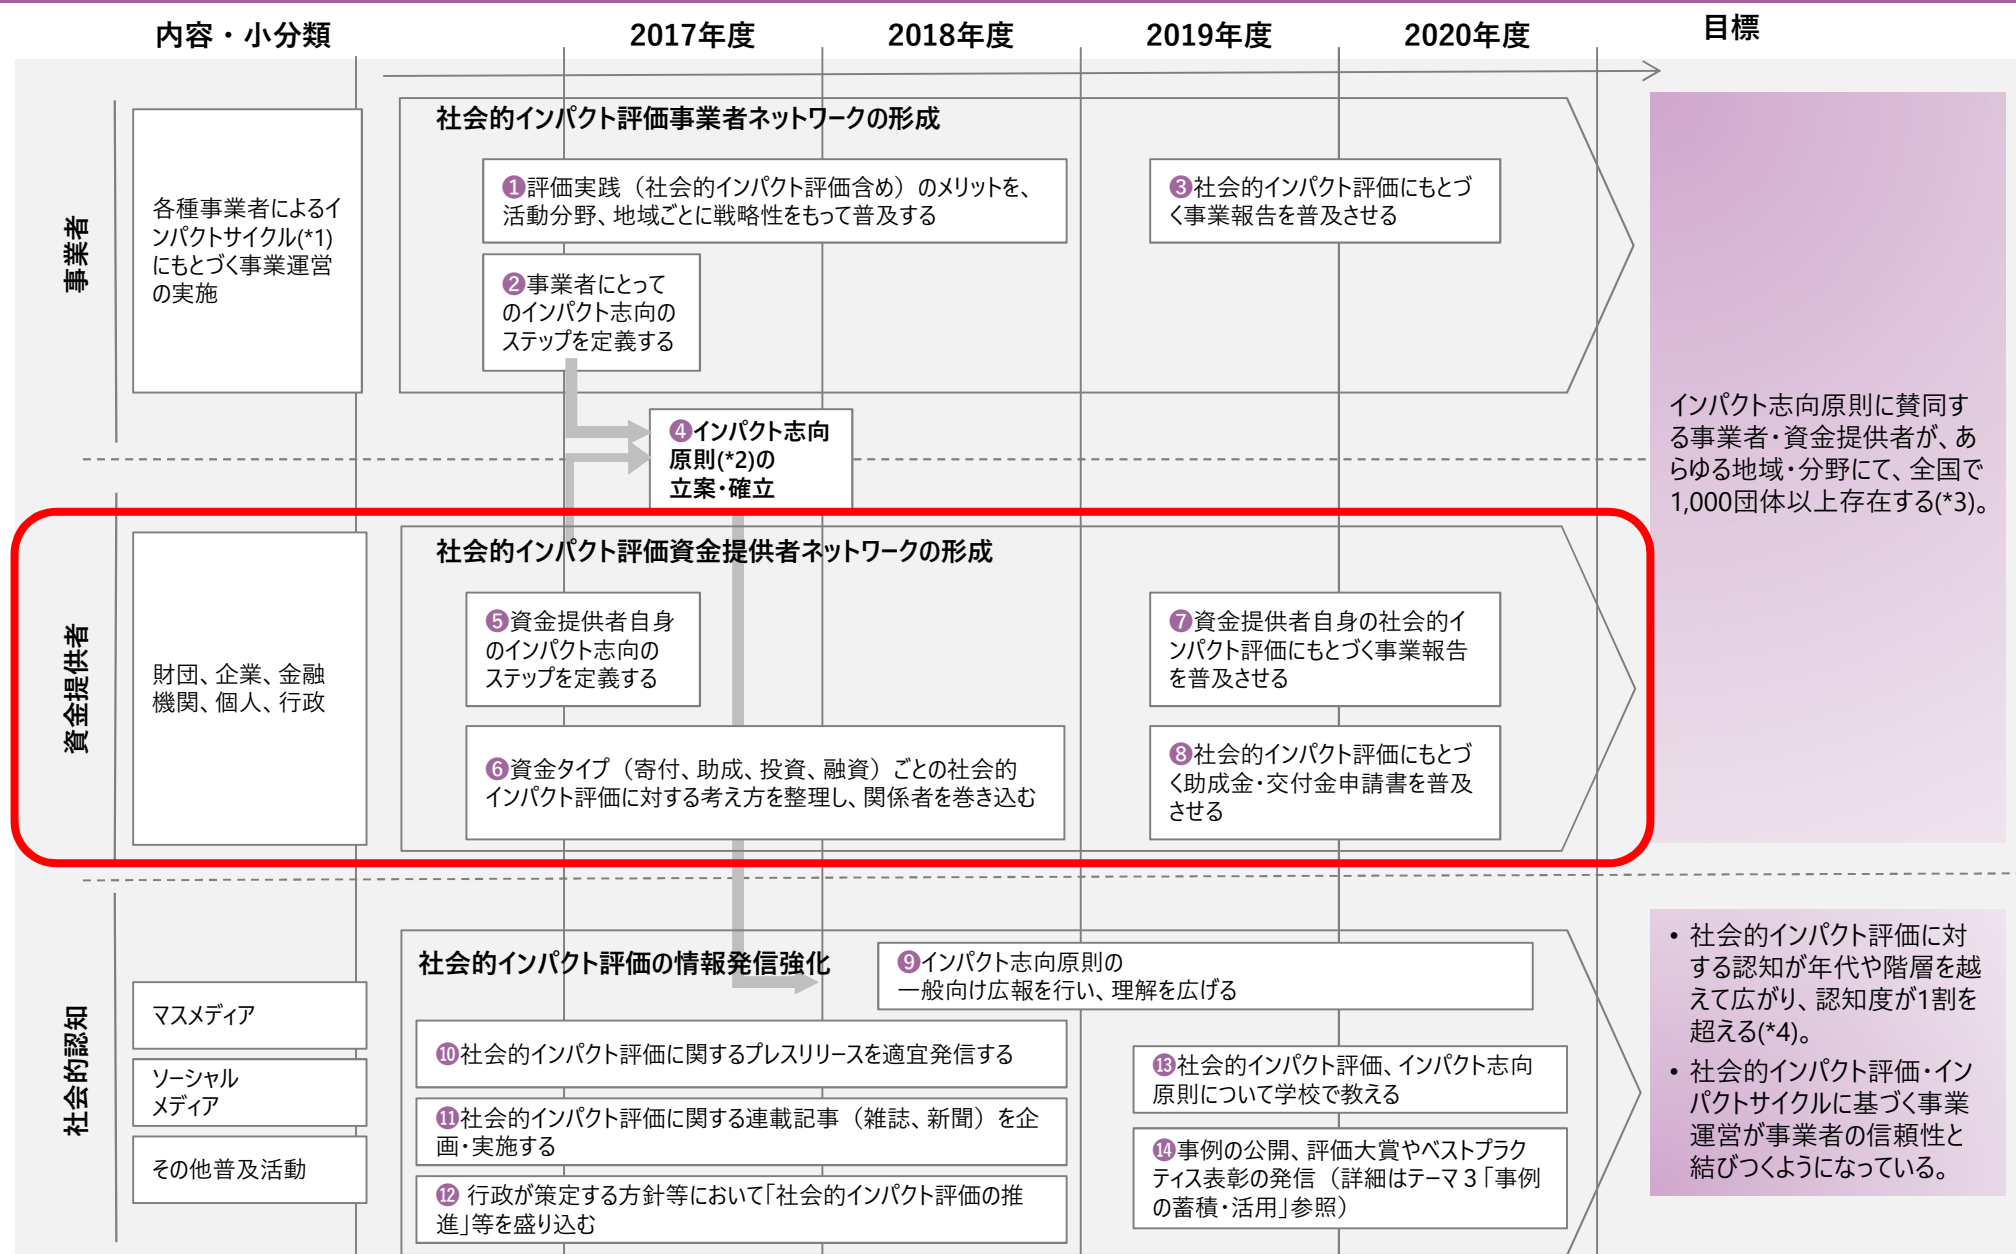 内容・小分類
2017年度
2018年度
2019年度
2020年度
目標
事業者
各種事業者によるイ
ンパクトサイクル(*1)
にもとづく事業運営
の実施
社会的インパクト評価事業者ネットワークの形成
❶評価実践（社会的インパクト評価含め）のメリットを、
活動分野、地域ごとに戦略性をもって普及する
❷事業者にとって
のインパクト志向の
ステップを定義する
❸社会的インパクト評価にもとづ
く事業報告を普及させる
❹インパクト志向
原則(*2)の
立案・確立
インパクト志向原則に賛同す
る事業者・資金提供者が、あ
らゆる地域・分野にて、全国で
1,000団体以上存在する(*3)。
資金提供者
財団、企業、金融
機関、個人、行政
社会的インパクト評価資金提供者ネットワークの形成
❺資金提供者自身
のインパクト志向の
ステップを定義する
❻資金タイプ（寄付、助成、投資、融資）ごとの社会的
インパクト評価に対する考え方を整理し、関係者を巻き込む
❼資金提供者自身の社会的イ
ンパクト評価にもとづく事業報告
を普及させる
❽社会的インパクト評価にもとづ
く助成金・交付金申請書を普及
させる
社会的認知
マスメディア
ソーシャル
メディア
その他普及活動
社会的インパクト評価の情報発信強化
❾インパクト志向原則の
一般向け広報を行い、理解を広げる
❿社会的インパクト評価に関するプレスリリースを適宜発信する
⓫社会的インパクト評価に関する連載記事（雑誌、新聞）を企
画・実施する
⓬ 行政が策定する方針等において「社会的インパクト評価の推
進」等を盛り込む
⓭社会的インパクト評価、インパクト志向
原則について学校で教える
⓮事例の公開、評価大賞やベストプラク
ティス表彰の発信（詳細はテーマ３「事例
の蓄積・活用」参照）
• 社会的インパクト評価に対
する認知が年代や階層を越
えて広がり、認知度が1割を
超える(*4)。
• 社会的インパクト評価・イン
パクトサイクルに基づく事業
運営が事業者の信頼性と
結びつくようになっている。